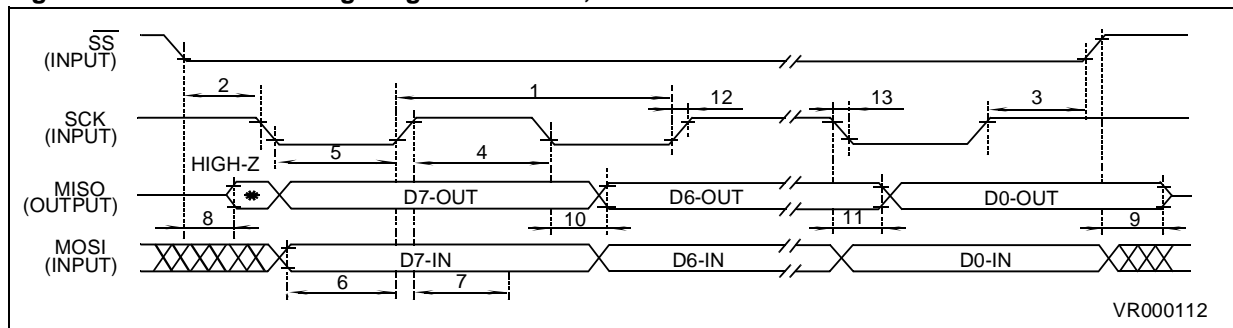 SS
(INPUT)
2
1
12
13
3
SCK
(INPUT)
5
4
HIGH-Z
MISO
(OUTPUT)
*
D7-OUT
D6-OUT
D0-OUT
8
10
11
9
MOSI
(INPUT)
D7-IN
D6-IN
D0-IN
6
7
VR000112